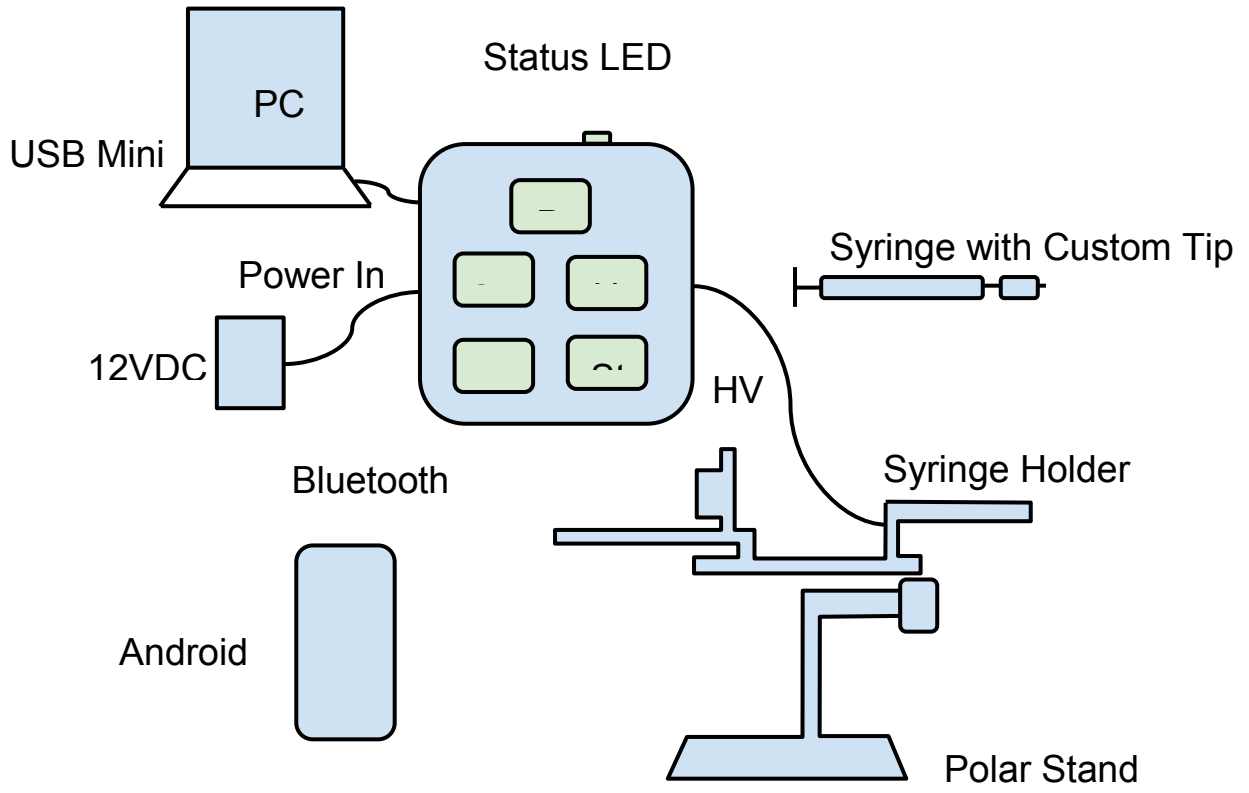 Status LED
PC
USB Mini
Syringe with Custom Tip
Power In
12VDC
HV
Syringe Holder
Bluetooth
Android
Polar Stand